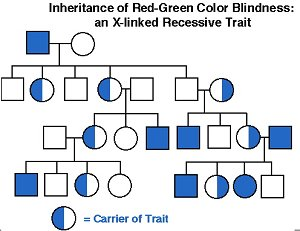 Inheritance of Red-Green Color Blindness:
an X-linked Recessive Trait
= Carrier of Trait